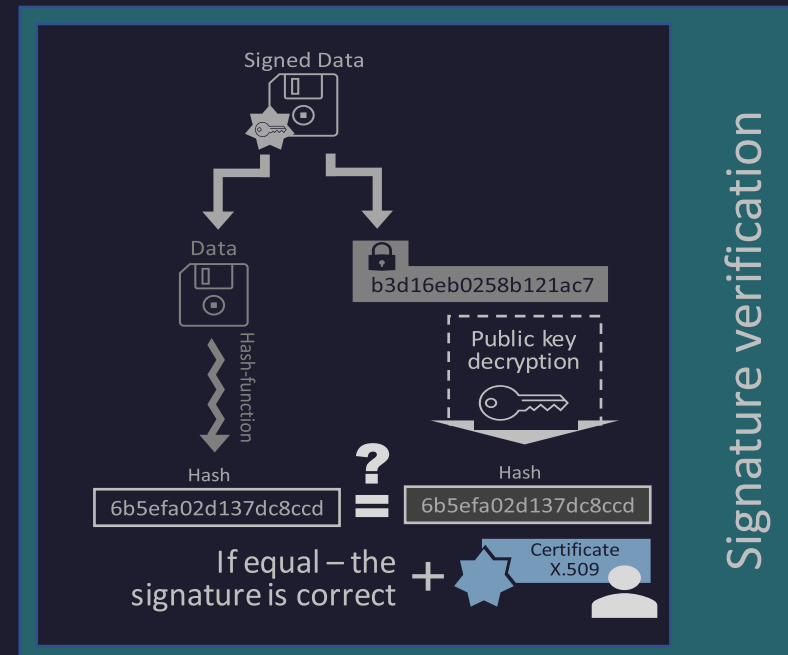 Signed Data
Data
b3d16eb0258b121ac7
Public key
decryption
Hash-function
Hash
Hash
6b5efa02d137dc8ccd
?
=
6b5efa02d137dc8ccd
If equal – the
signature is correct
+
Certificate
X.509
Signature verification